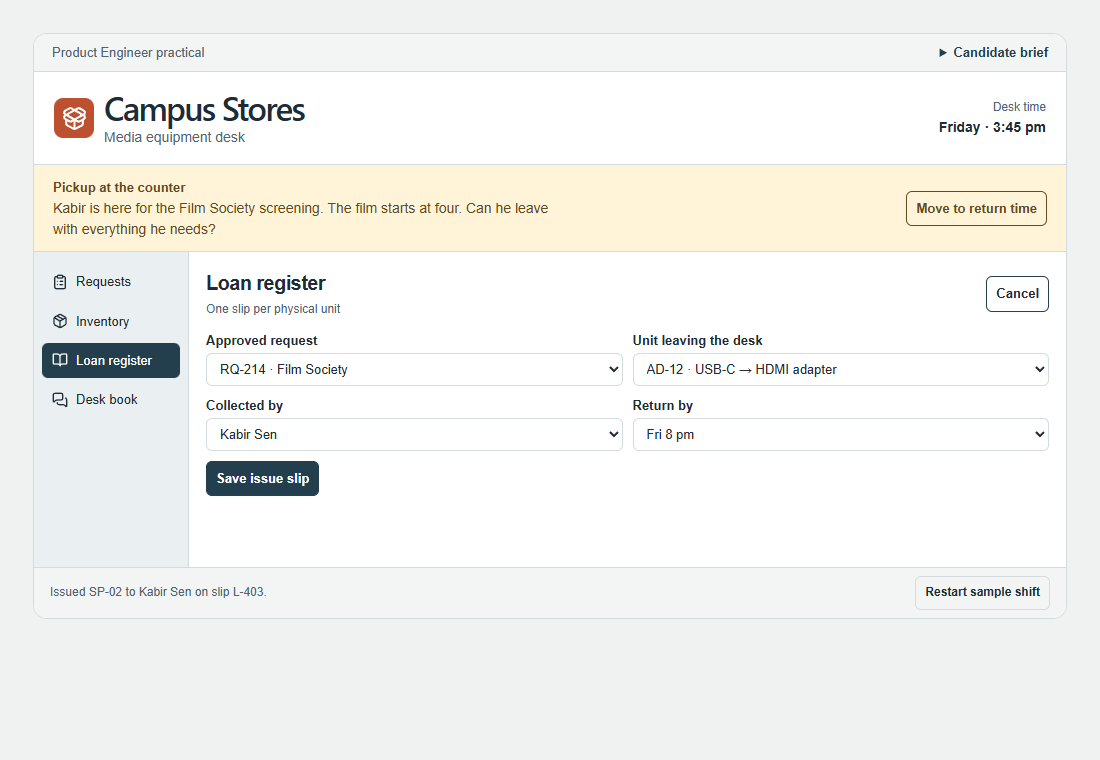 Product Engineer practical
Candidate brief
Campus Stores
Media equipment desk
Desk time
Friday · 3:45 pm
Pickup at the counter
Kabir is here for the Film Society screening. The film starts at four. Can he leave
with everything he needs?
Move to return time
Requests
Inventory
Loan register
Desk book
Loan register
One slip per physical unit
Cancel
Approved request
Unit leaving the desk
RQ-214 · Film Society
AD-12 · USB-C → HDMI adapter
Collected by
Return by
Kabir Sen
Fri 8 pm
Save issue slip
Issued SP-02 to Kabir Sen on slip L-403.
Restart sample shift